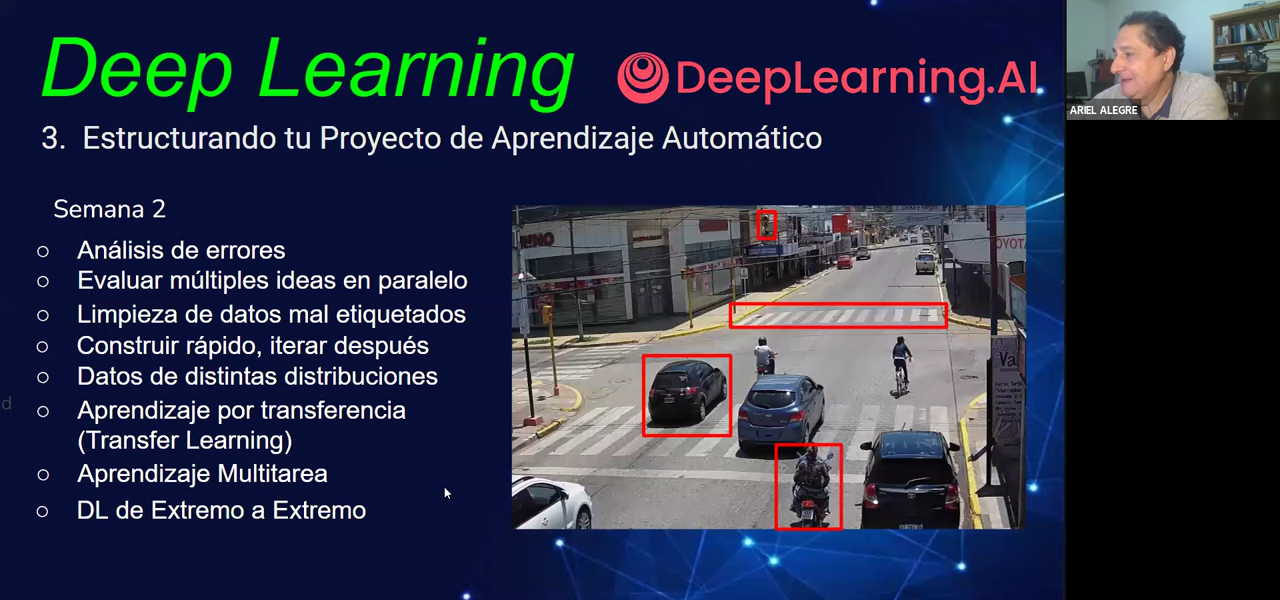 Deep Learning
DeepLearning.AI
ARIEL ALEGRE
3. Estructurando tu Proyecto de Aprendizaje Automático
Semana 2
Análisis de errores
Evaluar múltiples ideas en paralelo
Limpieza de datos mal etiquetados
Construir rápido, iterar después
Datos de distintas distribuciones
Aprendizaje por transferencia
(Transfer Learning)
Aprendizaje Multitarea
DL de Extremo a Extremo
TOYOTA
Va
d